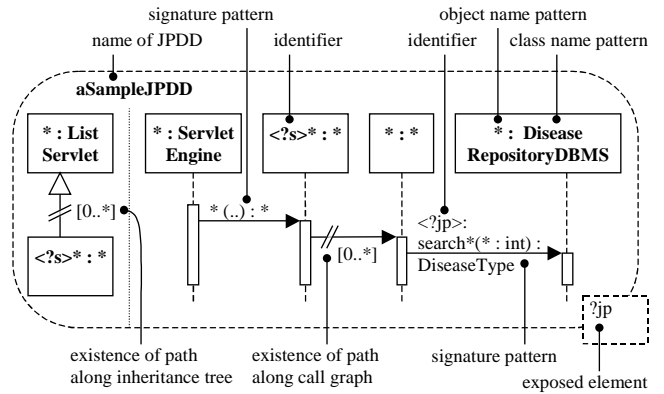 signature pattern
object name pattern
name of JPDD
identifier
identifier
class name pattern
aSampleJPDD
* : List
Servlet
* : Servlet
Engine
<?s>* : *
* : *
* : Disease
RepositoryDBMS
* (..) : *
[0..*]
<?jp>:
search*(* : int) :
DiseaseType
<?s>* : *
[0..*]
?jp
existence of path
along inheritance tree
existence of path
along call graph
signature pattern
exposed element